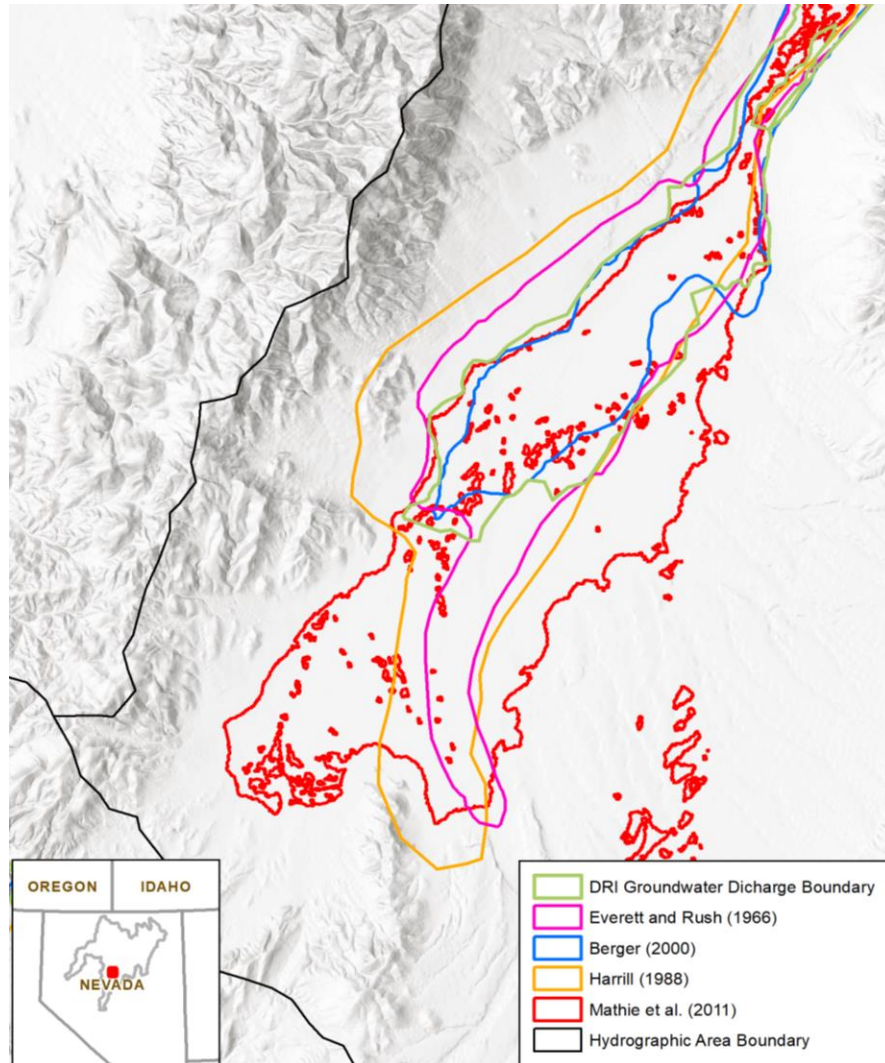 OREGON
IDAHO
NEVADA
DRI Groundwater Dicharge Boundary
Everett and Rush (1966)
Berger (2000)
Harrill (1988)
Mathie et al. (2011)
Hydrographic Area Boundary